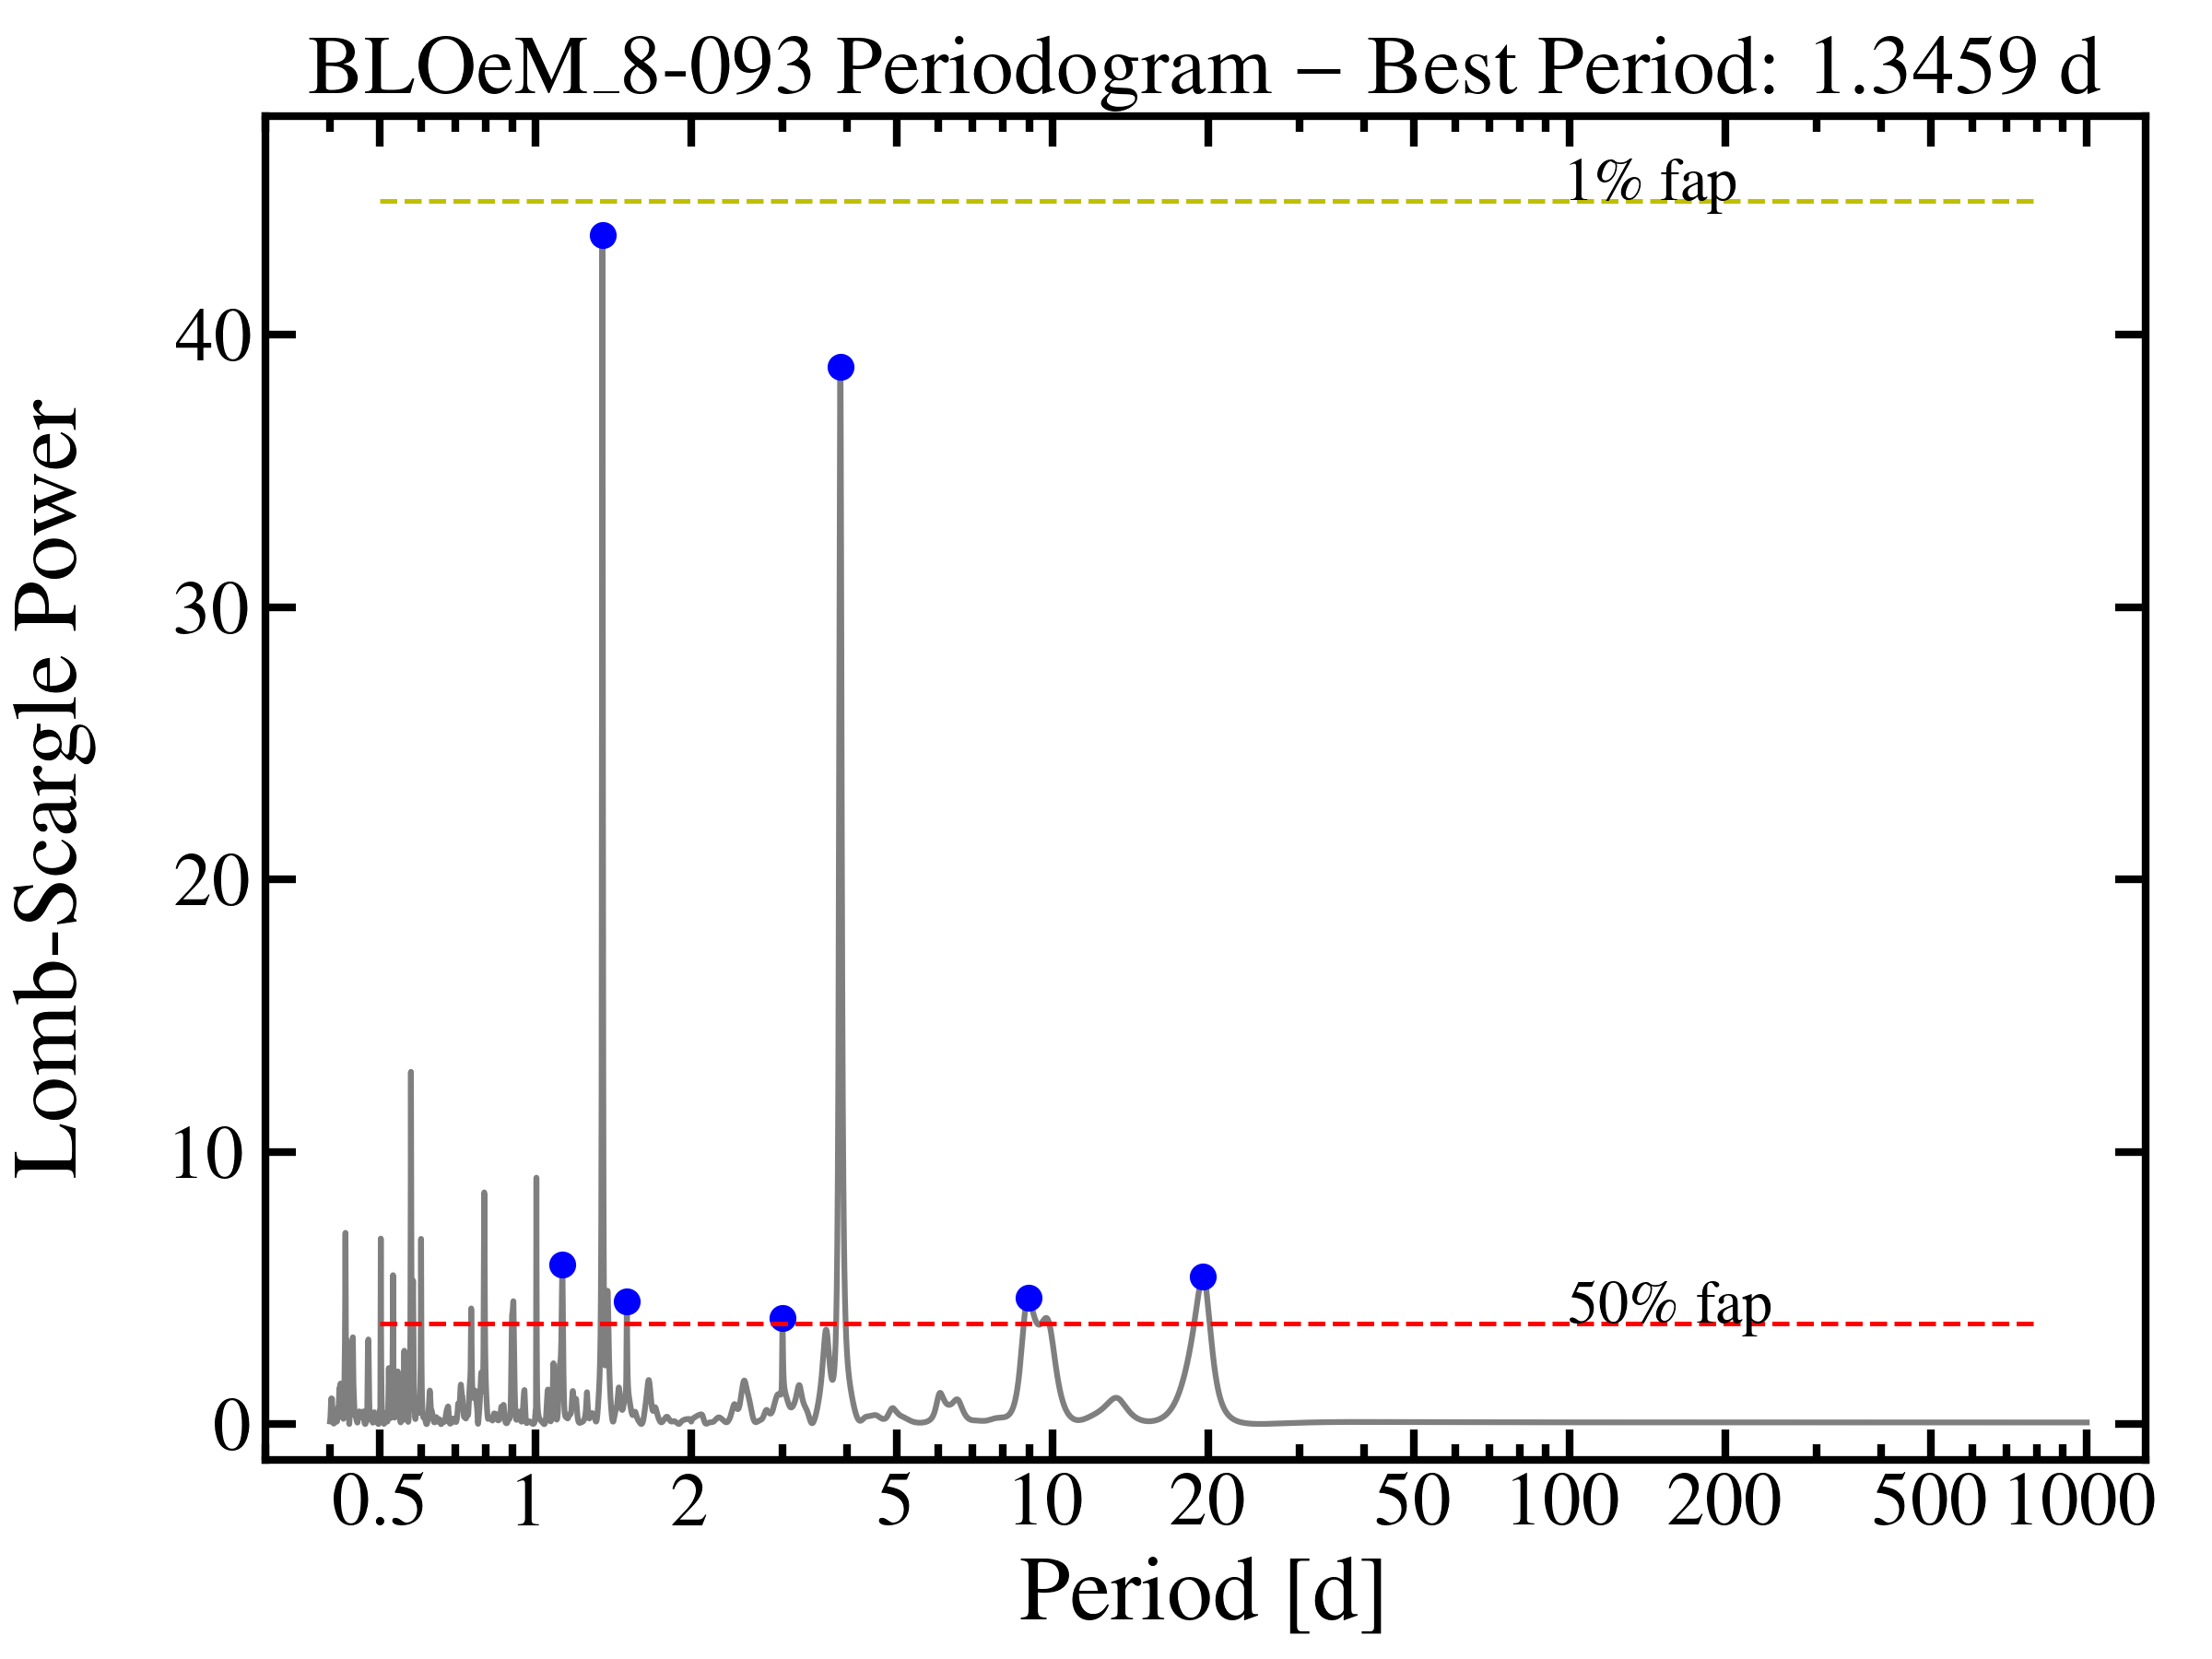 BLOeM_8-093 Periodogram − Best Period: 1.3459 d
1% fap
40
30
20
10
0
Lomb-Scargle Power
50% fap
0.5 1 2 5 10 20 50 100 200 500 1000
Period [d]